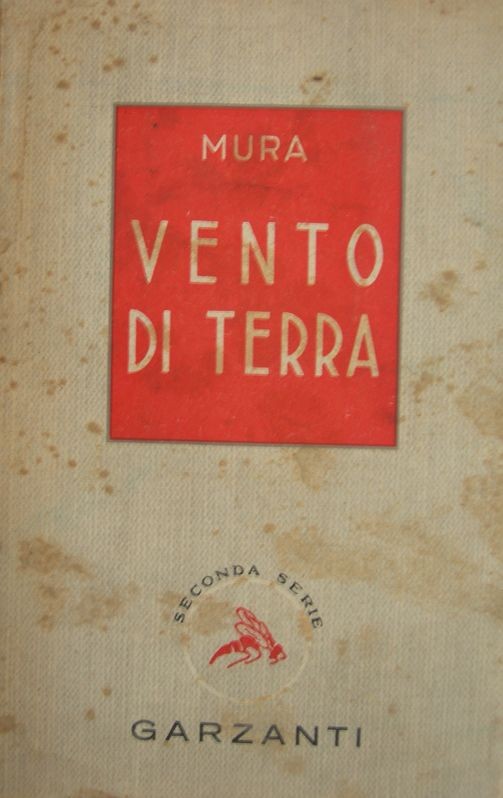 MURA
VENTO
DI TERRA
SECONDA SERIE
GARZANTI